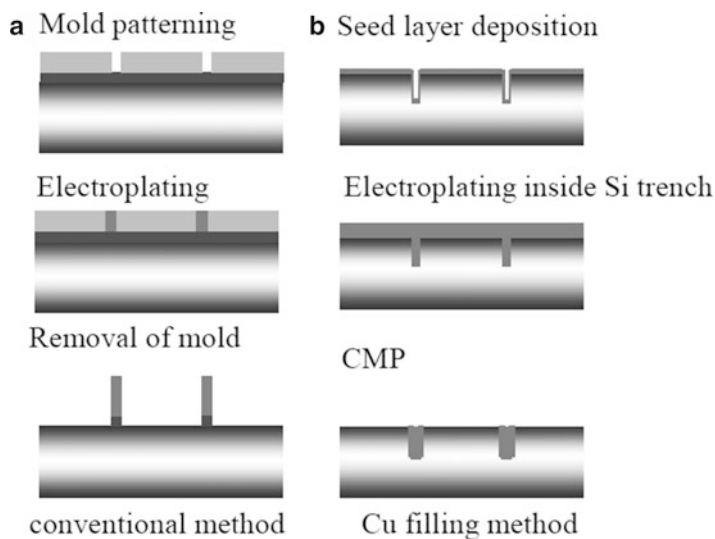 a Mold patterning
Electroplating
Removal of mold
conventional method
b Seed layer deposition
Electroplating inside Si trench
CMP
Cu filling method